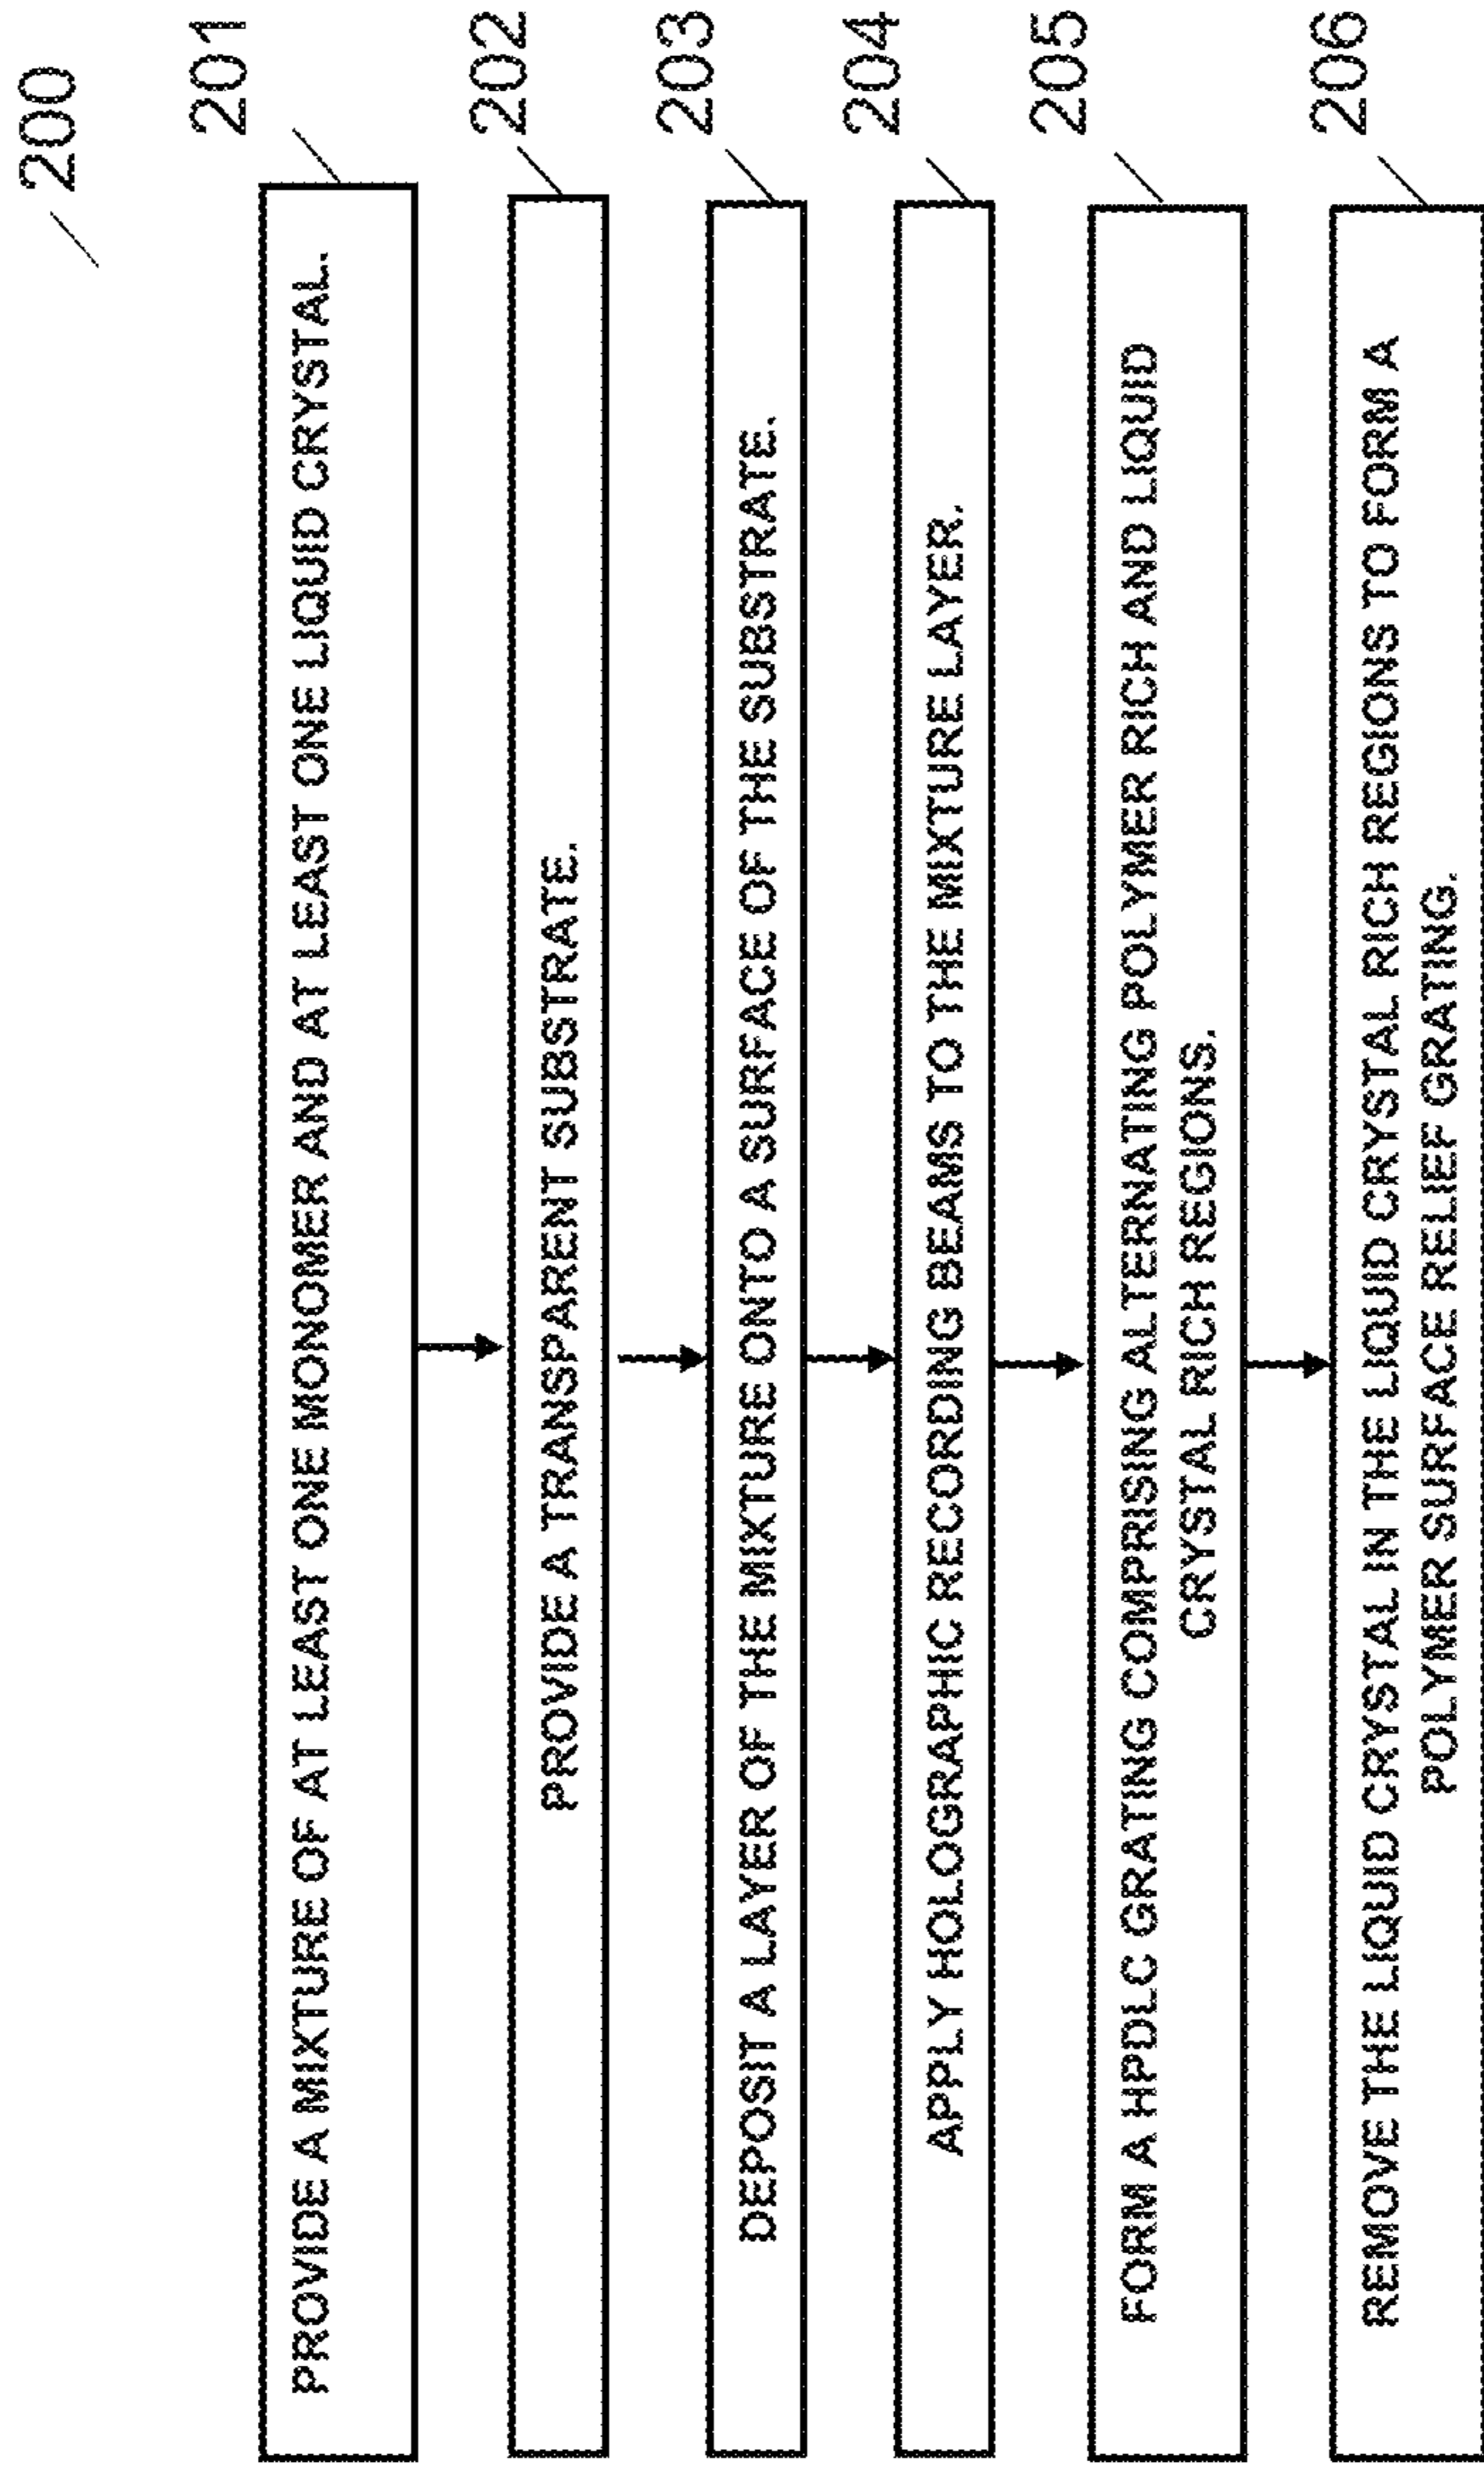 200
201
PROVIDE A MIXTURE OF AT LEAST ONE MONOMER AND AT LEAST ONE LIQUID CRYSTAL.
202
PROVIDE A TRANSPARENT SUBSTRATE.
203
DEPOSIT A LAYER OF THE MIXTURE ONTO A SURFACE OF THE SUBSTRATE.
204
APPLY HOLOGRAPHIC RECORDING BEAMS TO THE MIXTURE LAYER.
205
FORM A HPDLC GRATING COMPRISING ALTERNATING POLYMER RICH AND LIQUID
CRYSTAL RICH REGIONS.
206
REMOVE THE LIQUID CRYSTAL IN THE LIQUID CRYSTAL RICH REGIONS TO FORM A
POLYMER SURFACE RELIEF GRATING.